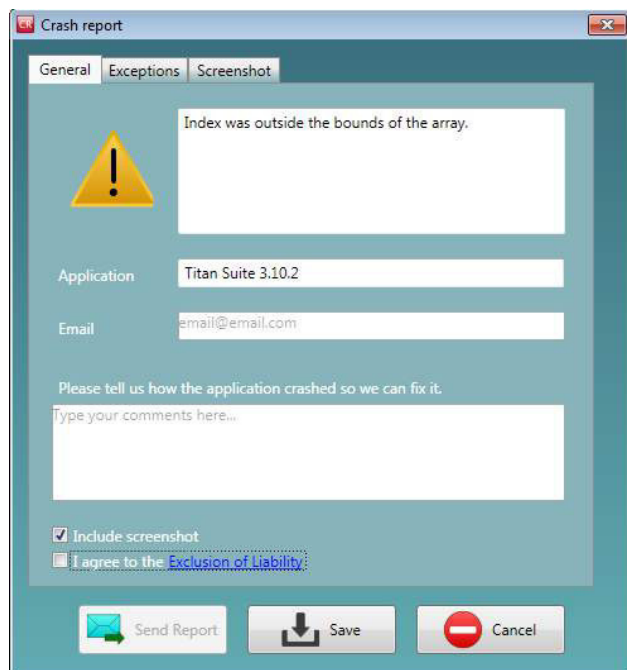 CR Crash report
General Exceptions Screenshot
Index was outside the bounds of the array.
Application Titan Suite 3.10.2
Email email@email.com
Please tell us how the application crashed so we can fix it.
Type your comments here...
Include screenshot
I agree to the Exclusion of Liability
Send Report Save Cancel